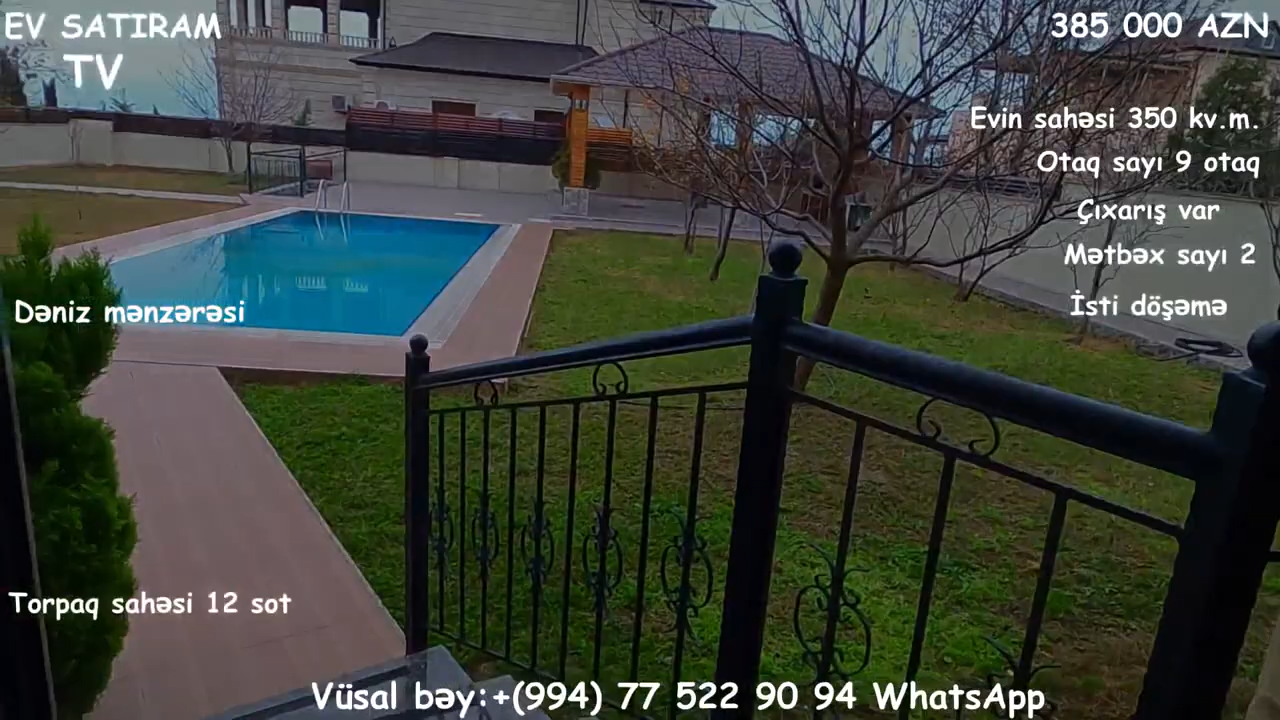 EV SATIRAM
TV
385 000 AZN
Evin sahəsi 350 kv.m.
Otaq sayı 9 otaq
Çıxarış var
Mətbəx sayı 2
İsti döşəmə
Dəniz mənzərəsi
Torpaq sahəsi 12 sot
Vüsal bəy:+(994) 77 522 90 94 WhatsApp